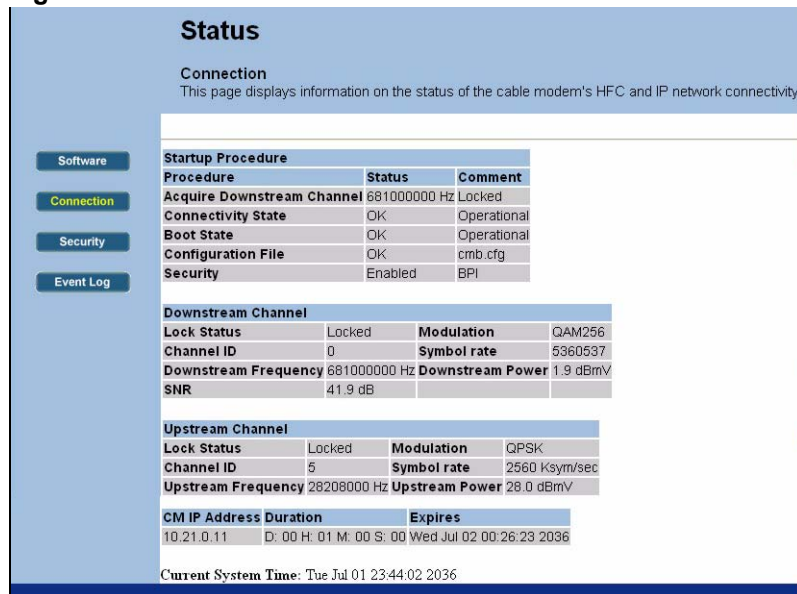 Status
Connection
This page displays information on the status of the cable modem's HFC and IP network connectivity
Software
Connection
Security
Event Log
Startup Procedure
Procedure Status Comment
Acquire Downstream Channel 681000000 Hz Locked
Connectivity State OK Operational
Boot State OK Operational
Configuration File OK cmb.cfg
Security Enabled BPI
Downstream Channel
Lock Status Locked Modulation QAM256
Channel ID 0 Symbol rate 5360537
Downstream Frequency 681000000 Hz Downstream Power 1.9 dBmV
SNR 41.9 dB
Upstream Channel
Lock Status Locked Modulation QPSK
Channel ID 5 Symbol rate 2560 Ksym/sec
Upstream Frequency 28208000 Hz Upstream Power 28.0 dBmV
CM IP Address Duration Expires
10.21.0.11 D: 00 H: 01 M: 00 S: 00 Wed Jul 02 00:26:23 2036
Current System Time: Tue Jul 01 23:44:02 2036